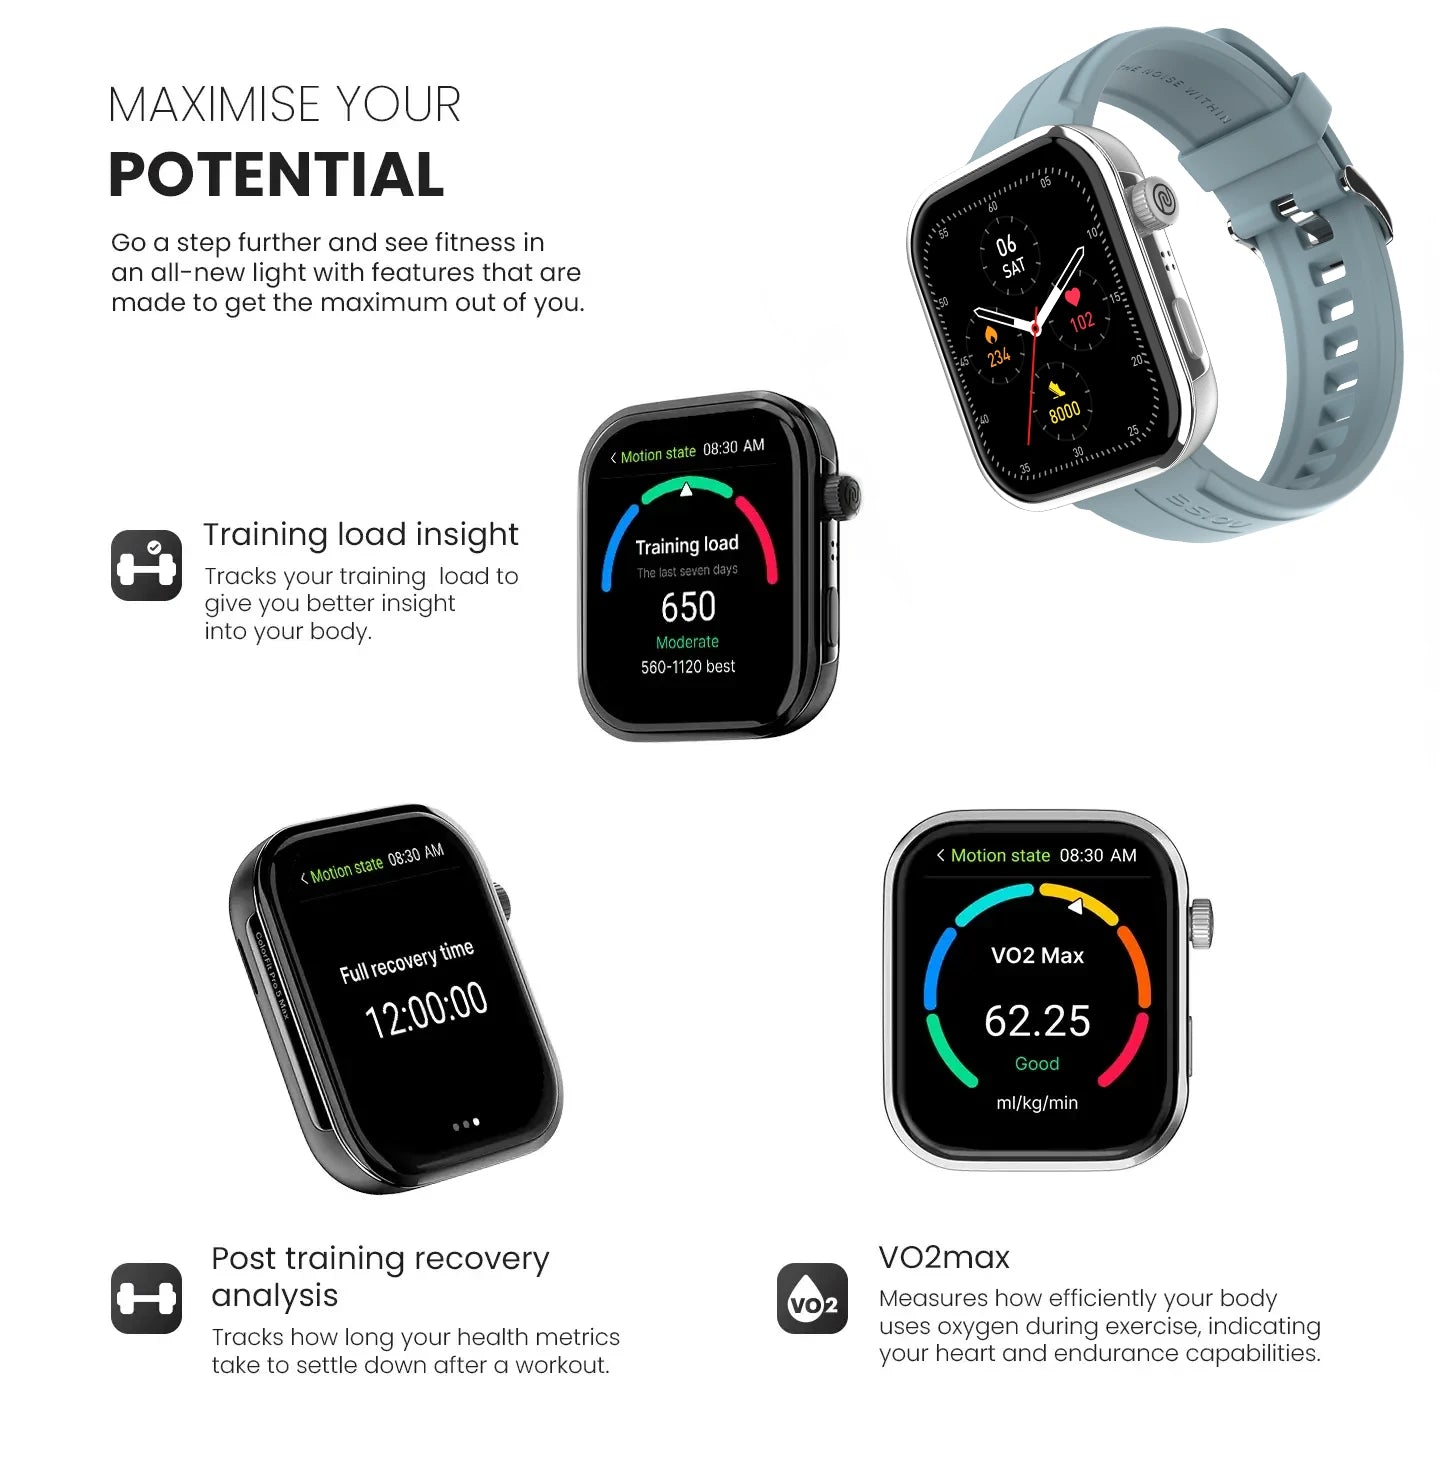 MAXIMISE YOUR
POTENTIAL
Go a step further and see fitness in
an all-new light with features that are
made to get the maximum out of you.
THE NOISE WITHIN
60
05
55
10
50
15
45
20
40
25
35
30
06
SAT
102
234
8000
NOISE
< Motion state 08:30 AM
Training load
The last seven days
650
Moderate
560-1120 best
Training load insight
Tracks your training load to
give you better insight
into your body.
< Motion state 08:30 AM
Full recovery time
12:00:00
ColorFit Pro 5 Max
< Motion state 08:30 AM
VO2 Max
62.25
Good
ml/kg/min
Post training recovery
analysis
Tracks how long your health metrics
take to settle down after a workout.
VO2
VO2max
Measures how efficiently your body
uses oxygen during exercise, indicating
your heart and endurance capabilities.